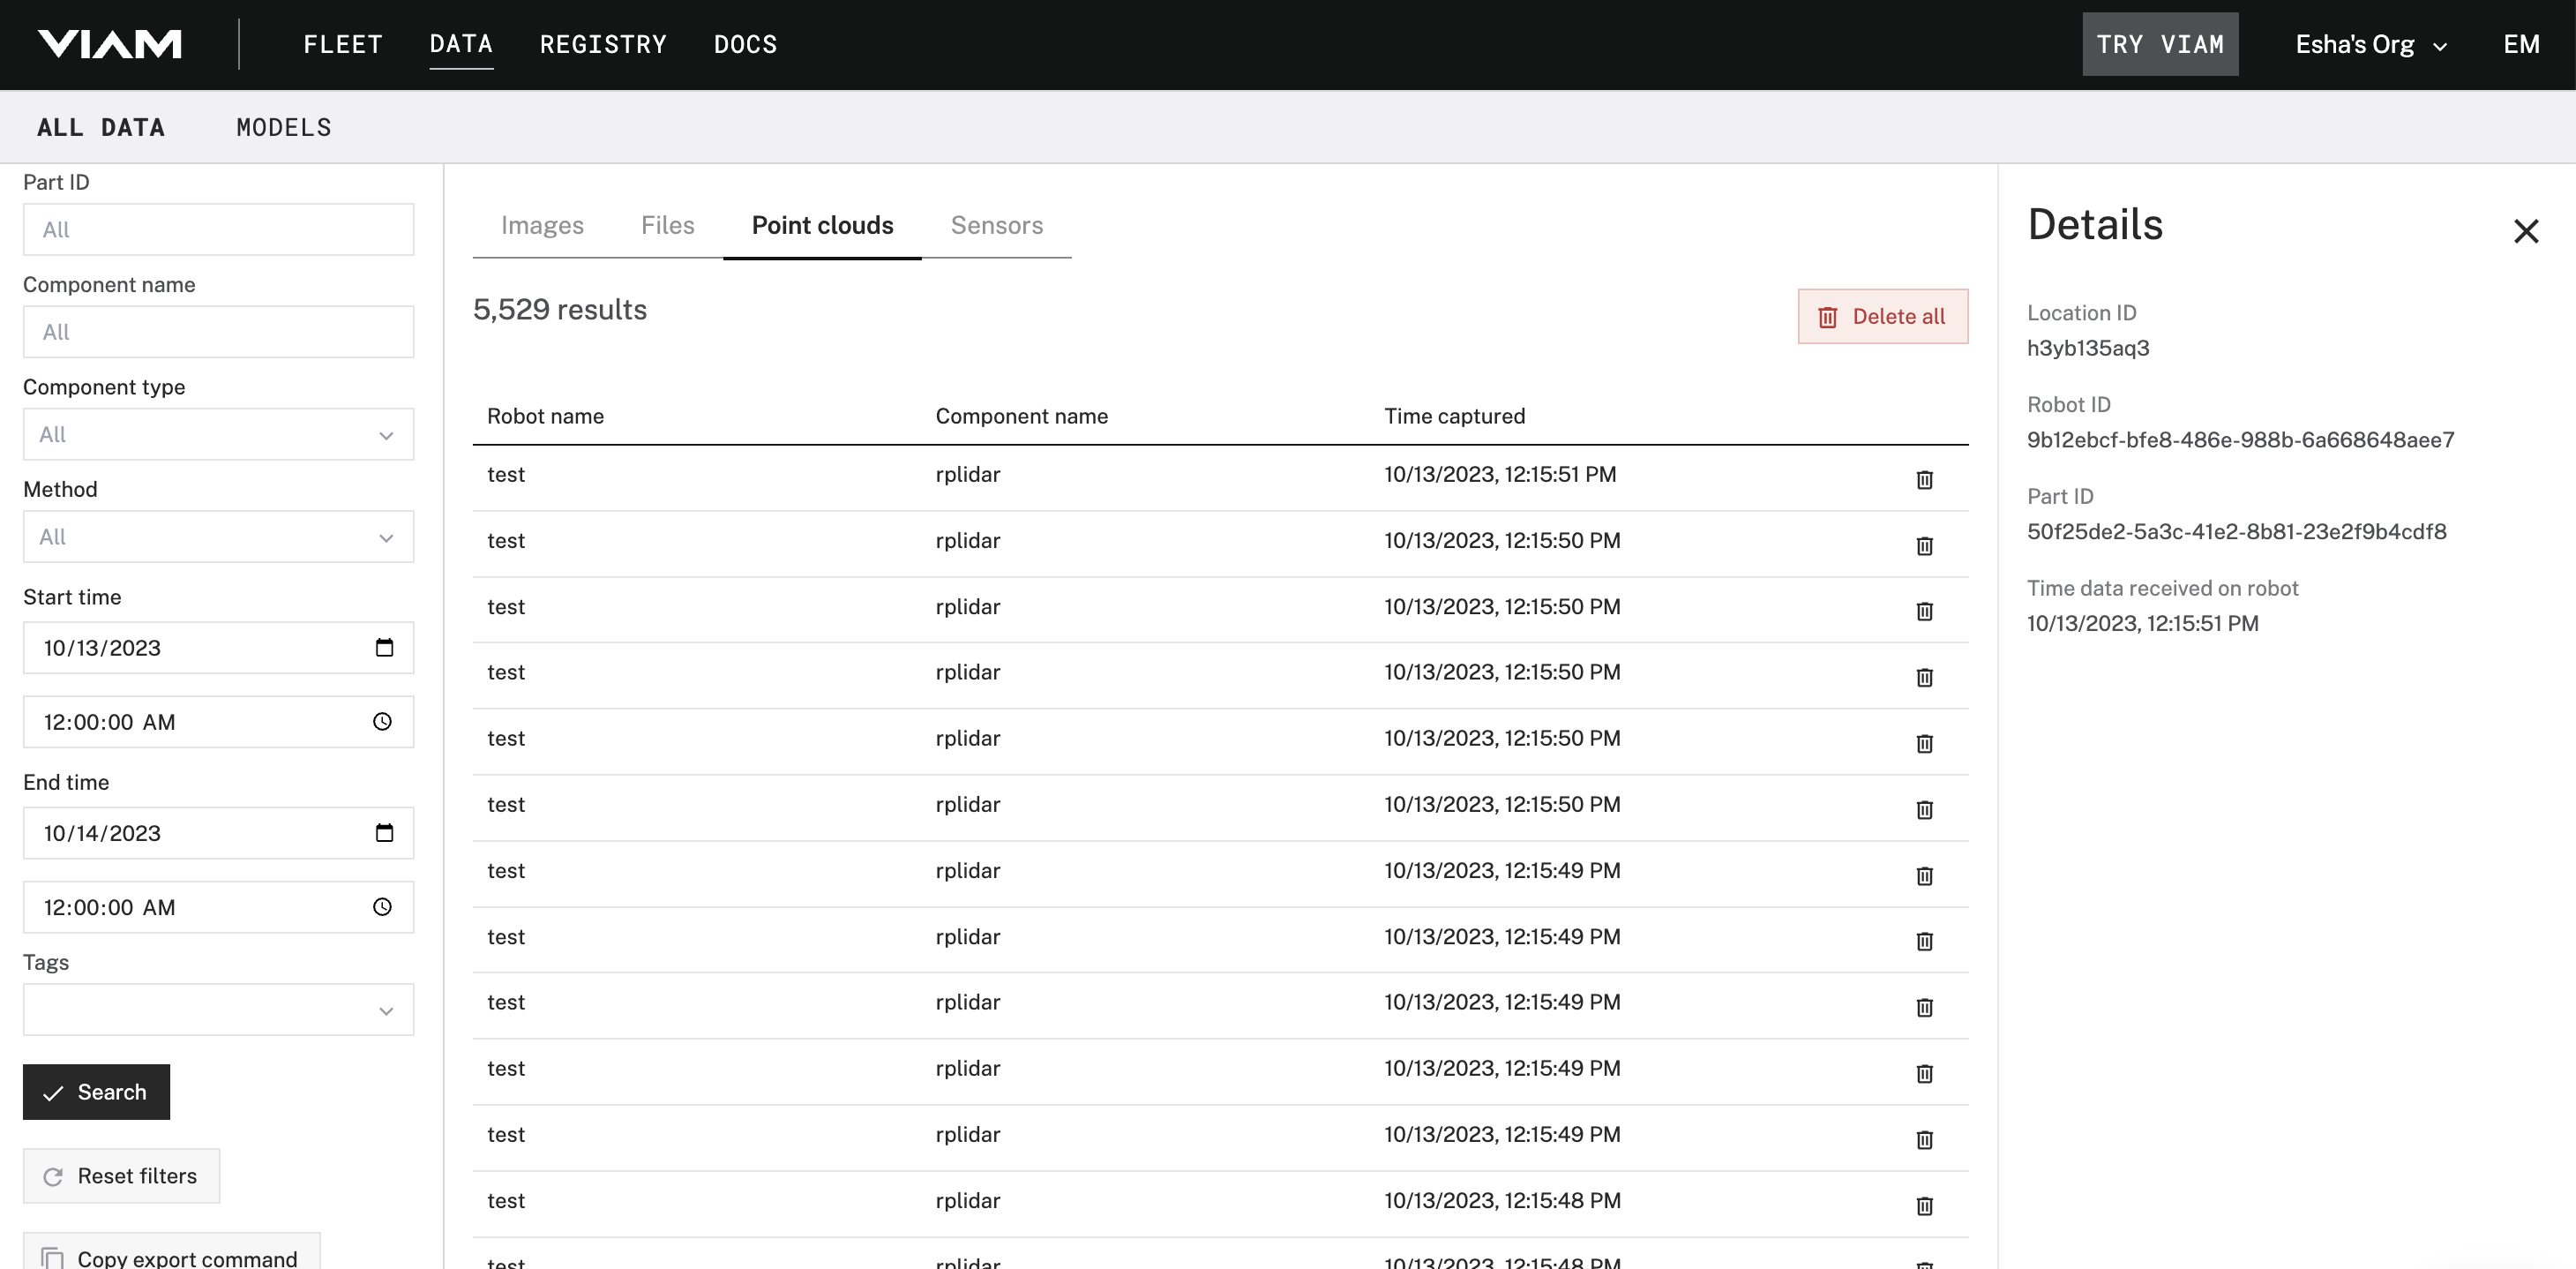 VIAM
FLEET DATA REGISTRY DOCS
TRY VIAM
Esha's Org
EM
ALL DATA MODELS
Part ID
All
Component name
All
Component type
All
Method
All
Start time
10/13/2023
12:00:00 AM
End time
10/14/2023
12:00:00 AM
Tags
Search
Reset filters
Copy export command
Images Files Point clouds Sensors
5,529 results
Delete all
Robot name Component name Time captured
test rplidar 10/13/2023, 12:15:51 PM
test rplidar 10/13/2023, 12:15:50 PM
test rplidar 10/13/2023, 12:15:50 PM
test rplidar 10/13/2023, 12:15:50 PM
test rplidar 10/13/2023, 12:15:50 PM
test rplidar 10/13/2023, 12:15:50 PM
test rplidar 10/13/2023, 12:15:49 PM
test rplidar 10/13/2023, 12:15:49 PM
test rplidar 10/13/2023, 12:15:49 PM
test rplidar 10/13/2023, 12:15:49 PM
test rplidar 10/13/2023, 12:15:49 PM
test rplidar 10/13/2023, 12:15:48 PM
test rplidar 10/13/2023, 12:15:48 PM
Details
Location ID
h3yb135aq3
Robot ID
9b12ebcf-bfe8-486e-988b-6a668648aee7
Part ID
50f25de2-5a3c-41e2-8b81-23e2f9b4cdf8
Time data received on robot
10/13/2023, 12:15:51 PM